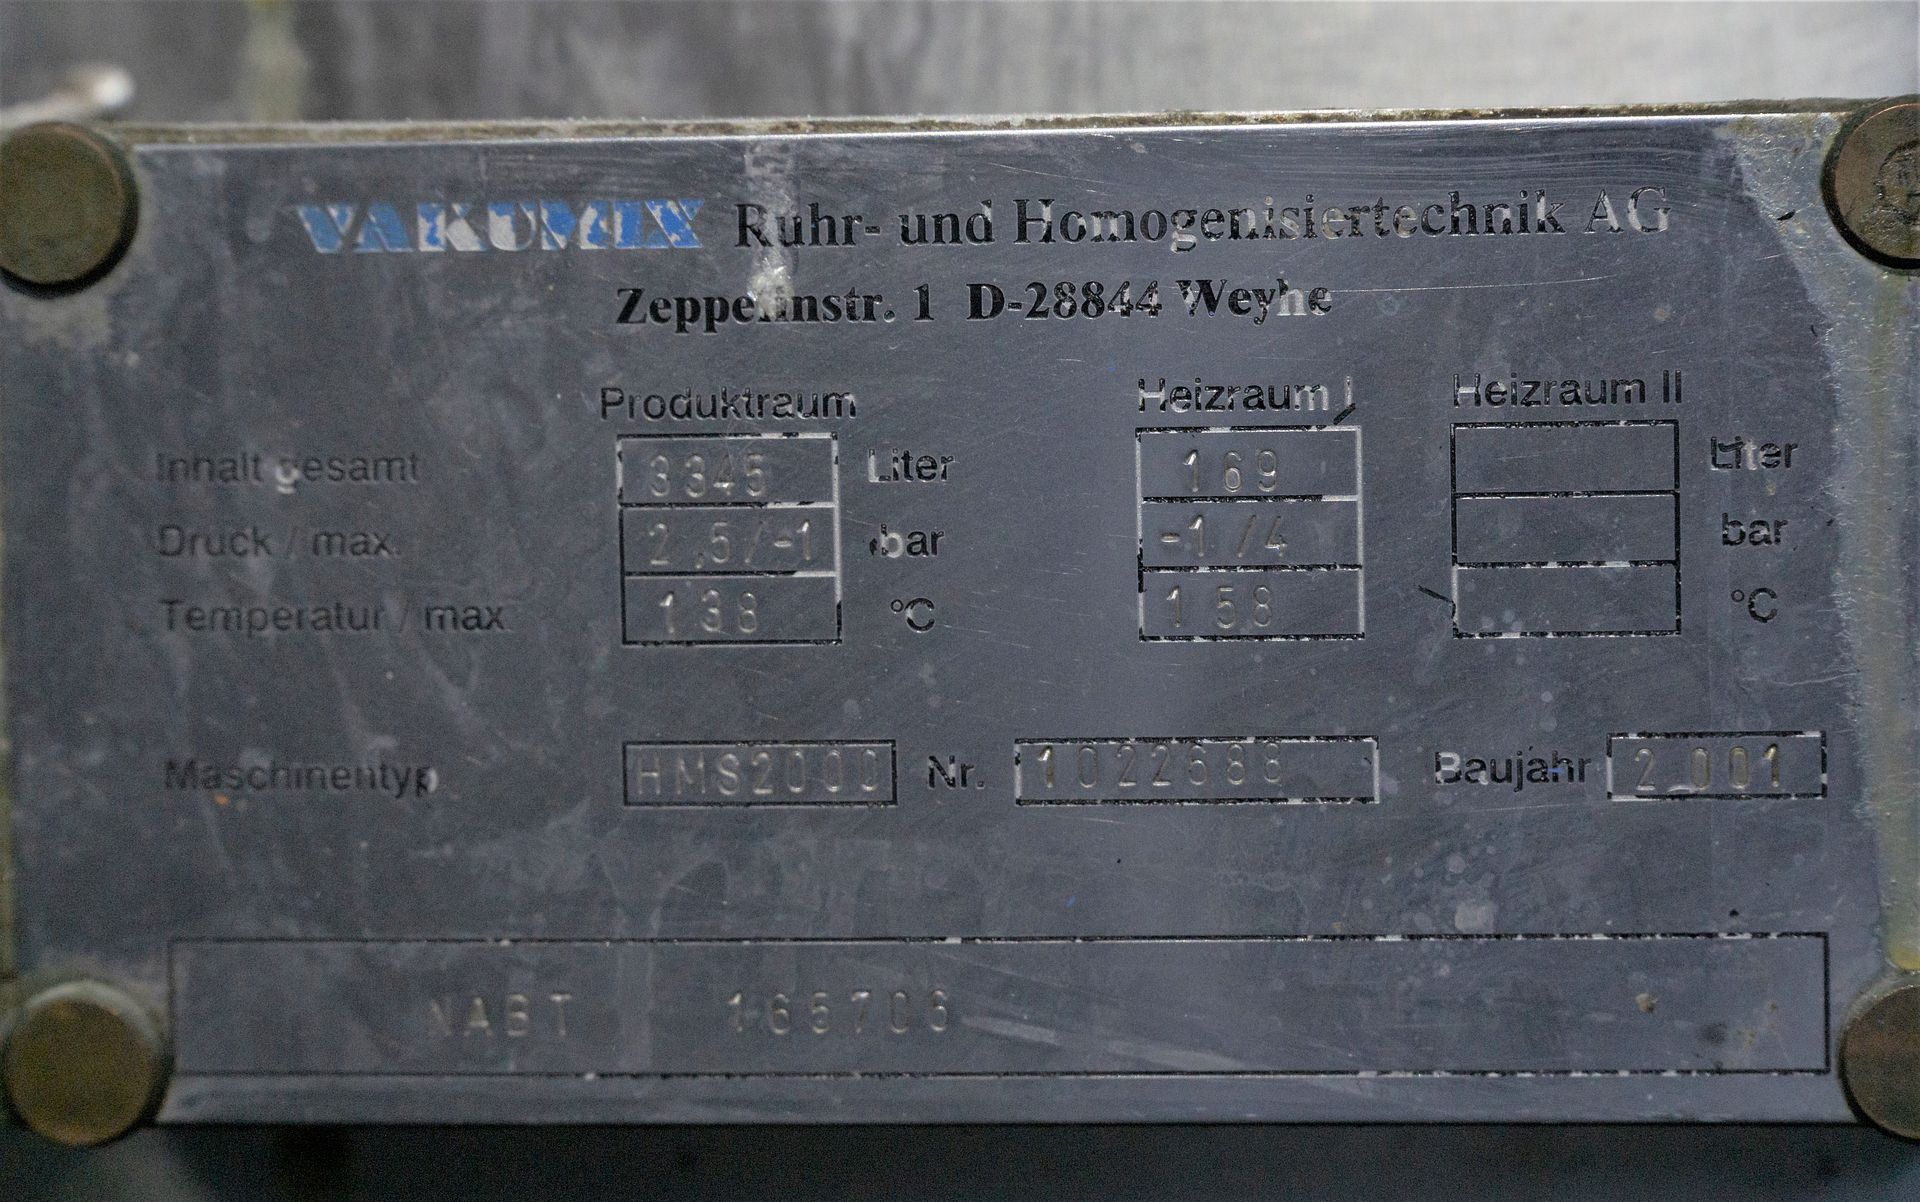 VAKUMIX Ruhr- und Homogenisiertechnik AG
Zeppelinstr. 1 D-28844 Weyhe
Produktraum Heizraum I Heizraum II
Inhalt gesamt 3345 Liter 169 Liter
Druck / max. 2,5/-1 bar -1/4 bar
Temperatur / max 138 °C 158 °C
Maschinentyp HMS2000 Nr. 1022688 Baujahr 2001
NABT 165706